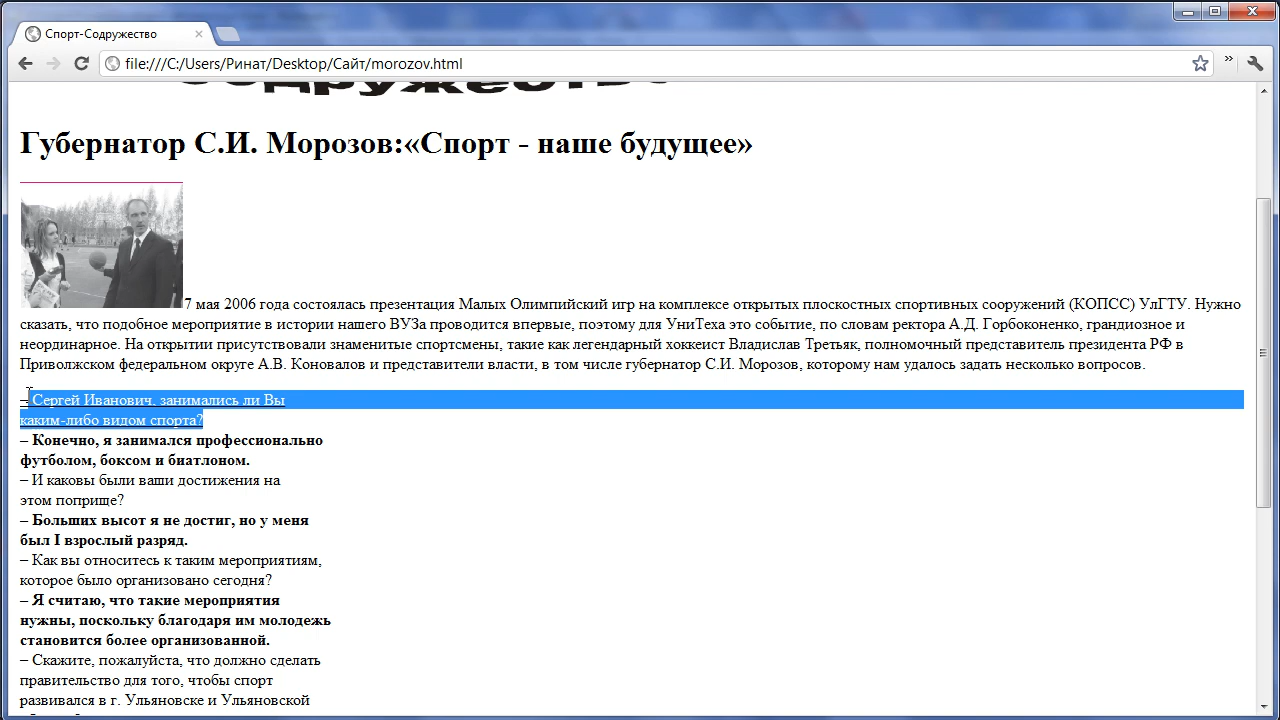 Спорт-Содружество
file:///C:/Users/Ринат/Desktop/Сайт/morozov.html
Содружество
Губернатор С.И. Морозов:«Спорт - наше будущее»
7 мая 2006 года состоялась презентация Малых Олимпийский игр на комплексе открытых плоскостных спортивных сооружений (КОПСС) УлГТУ. Нужно
сказать, что подобное мероприятие в истории нашего ВУЗа проводится впервые, поэтому для УниТеха это событие, по словам ректора А.Д. Горбоконенко, грандиозное и
неординарное. На открытии присутствовали знаменитые спортсмены, такие как легендарный хоккеист Владислав Третьяк, полномочный представитель президента РФ в
Приволжском федеральном округе А.В. Коновалов и представители власти, в том числе губернатор С.И. Морозов, которому нам удалось задать несколько вопросов.
– Сергей Иванович, занимались ли Вы
каким-либо видом спорта?
– Конечно, я занимался профессионально
футболом, боксом и биатлоном.
– И каковы были ваши достижения на
этом поприще?
– Больших высот я не достиг, но у меня
был I взрослый разряд.
– Как вы относитесь к таким мероприятиям,
которое было организовано сегодня?
– Я считаю, что такие мероприятия
нужны, поскольку благодаря им молодежь
становится более организованной.
– Скажите, пожалуйста, что должно сделать
правительство для того, чтобы спорт
развивался в г. Ульяновске и Ульяновской